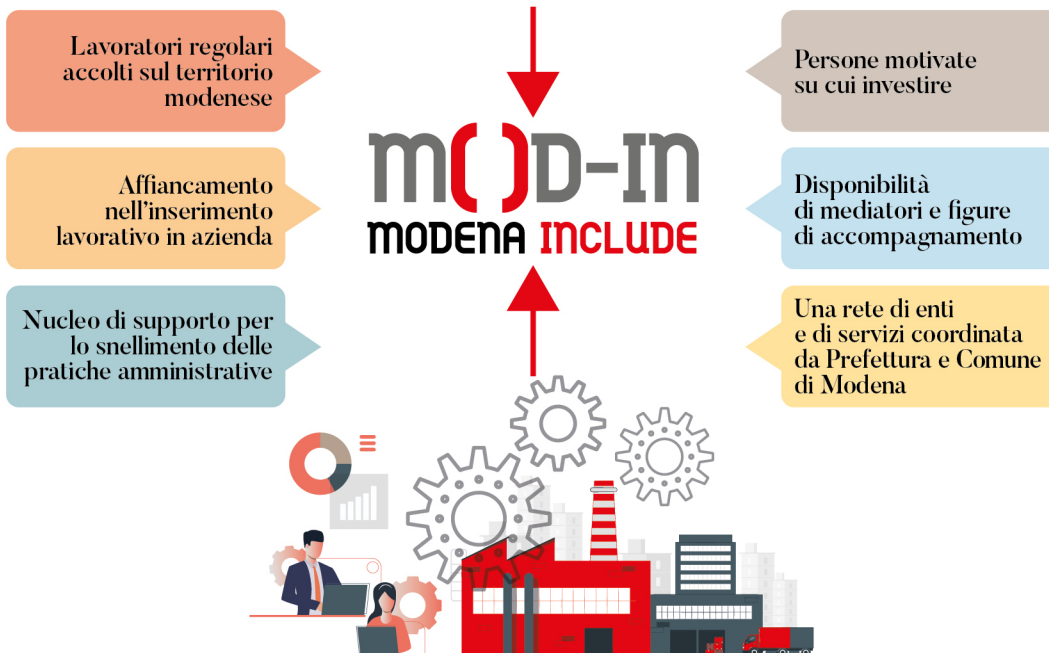 Lavoratori regolari
accolti sul territorio
modenese
Affiancamento
nell'inserimento
lavorativo in azienda
Nucleo di supporto per
lo snellimento delle
pratiche amministrative
MOD-IN
MODENA INCLUDE
Persone motivate
su cui investire
Disponibilità
di mediatori e figure
di accompagnamento
Una rete di enti
e di servizi coordinata
da Prefettura e Comune
di Modena